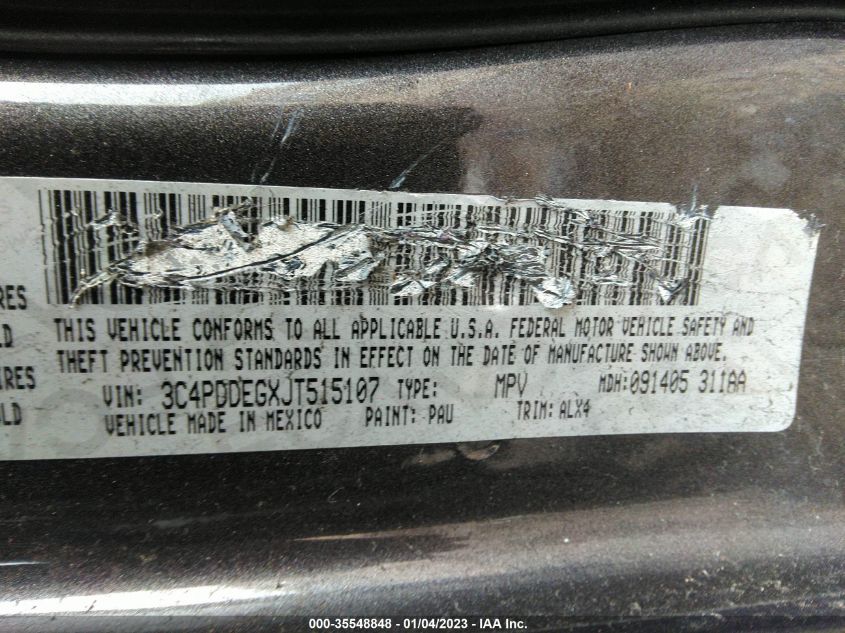 RES
LD
IRES
OLD
THIS VEHICLE CONFORMS TO ALL APPLICABLE U.S.A. FEDERAL MOTOR VEHICLE SAFETY AND
THEFT PREVENTION STANDARDS IN EFFECT ON THE DATE OF MANUFACTURE SHOWN ABOVE.
VIN: 3C4PDDEGXJT515107 TYPE: MPV MDH:091405 311AA
VEHICLE MADE IN MEXICO PAINT: PAU TRIM: ALX4
000-35548848 - 01/04/2023 - IAA Inc.